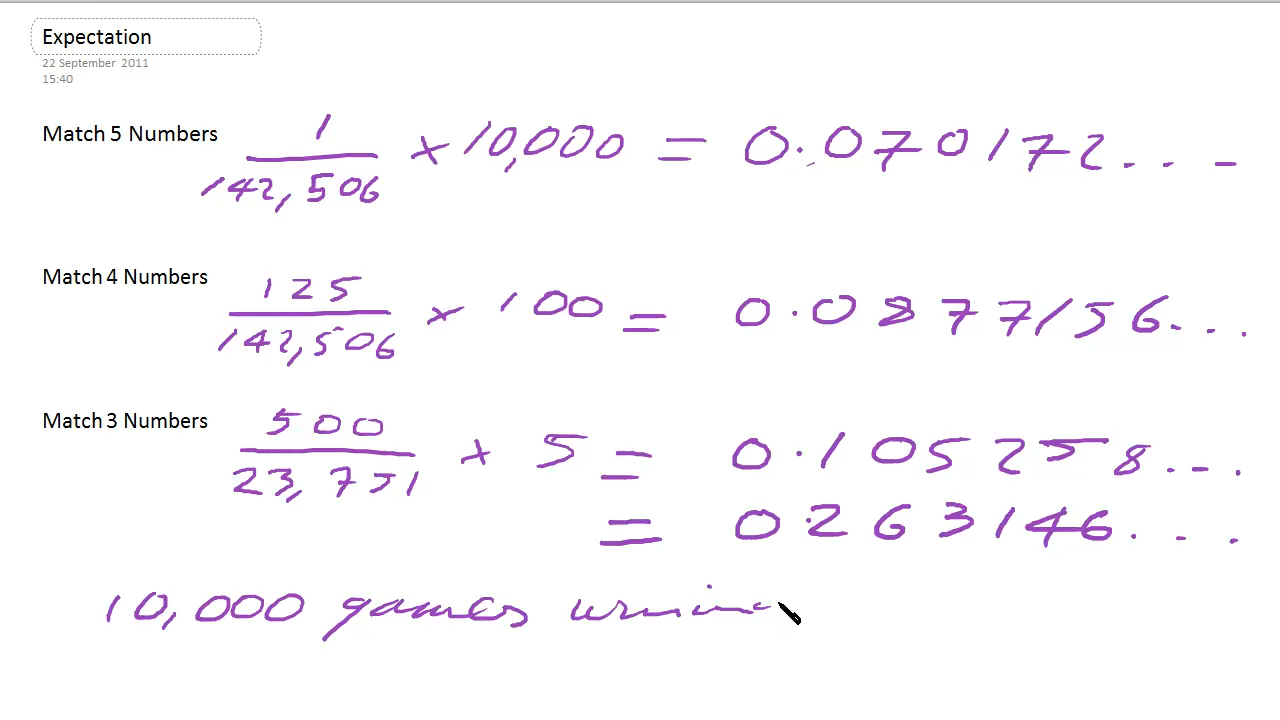 Expectation
22 September 2011
15:40
Match 5 Numbers 1/142,506 × 10,000 = 0.070172...
Match 4 Numbers 125/142,506 × 100 = 0.0877156...
Match 3 Numbers 500/23,751 × 5 = 0.105258...
= 0.263146...
10,000 games